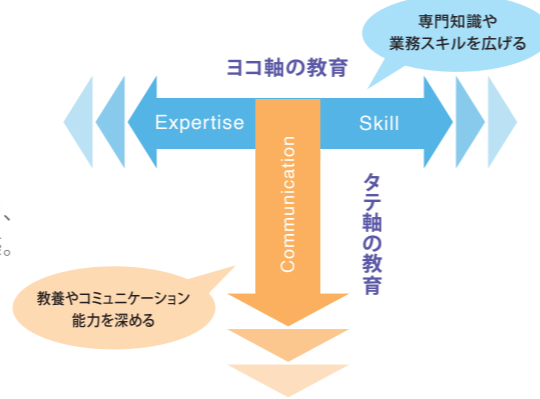 専門知識や
業務スキルを広げる
ヨコ軸の教育
Expertise
Skill
Communication
タテ軸の教育
、
。
教養やコミュニケーション
能力を深める